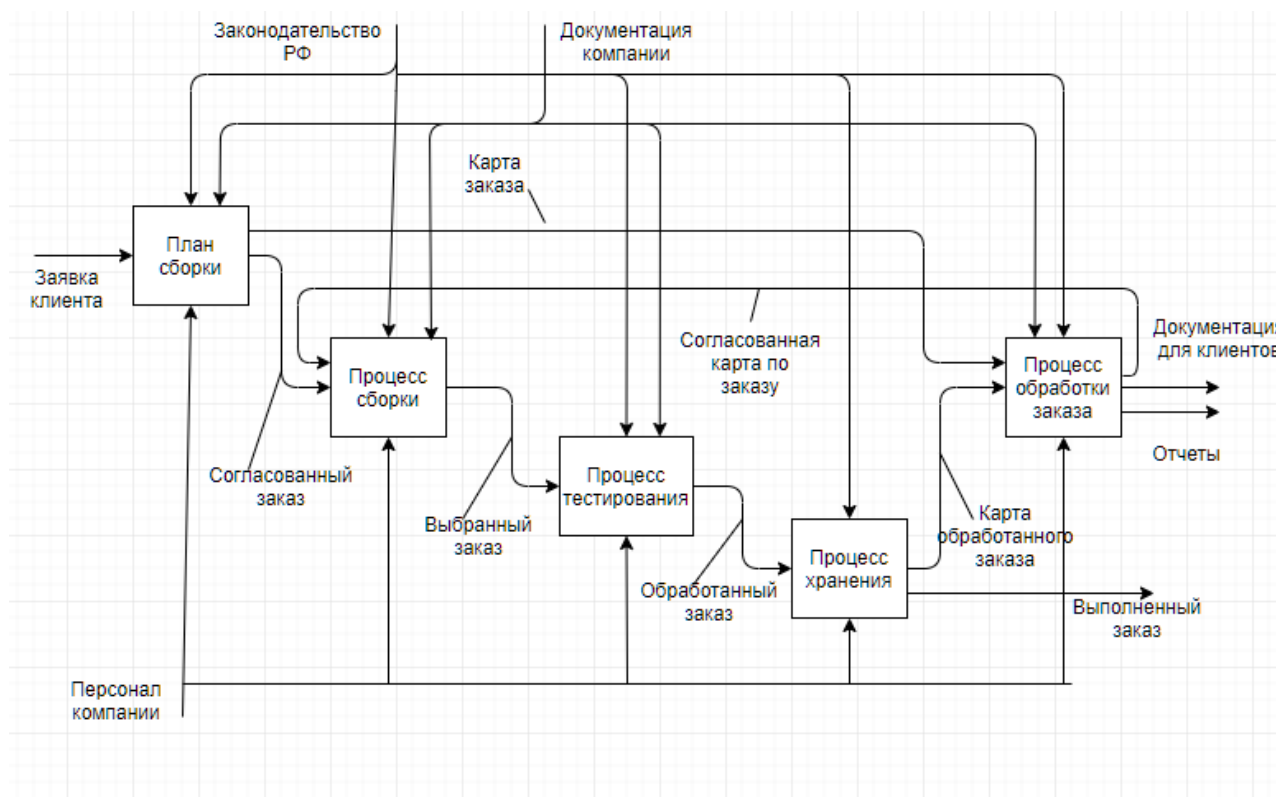 Законодательство
РФ
Документация
компании
Карта
заказа
План
сборки
Заявка
клиента
Согласованная
карта по
заказу
Документация
для клиентов
Процесс
сборки
Процесс
обработки
заказа
Согласованный
заказ
Отчеты
Процесс
тестирования
Выбранный
заказ
Карта
обработанного
заказа
Процесс
хранения
Обработанный
заказ
Выполненный
заказ
Персонал
компании